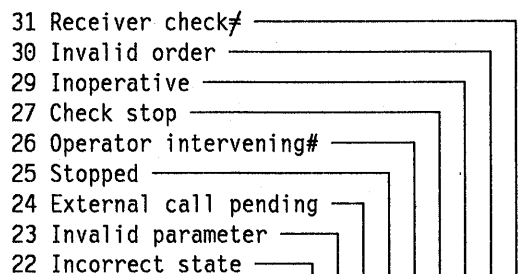 31 Receiver check≠
30 Invalid order
29 Inoperative
27 Check stop
26 Operator intervening#
25 Stopped
24 External call pending
23 Invalid parameter
22 Incorrect state